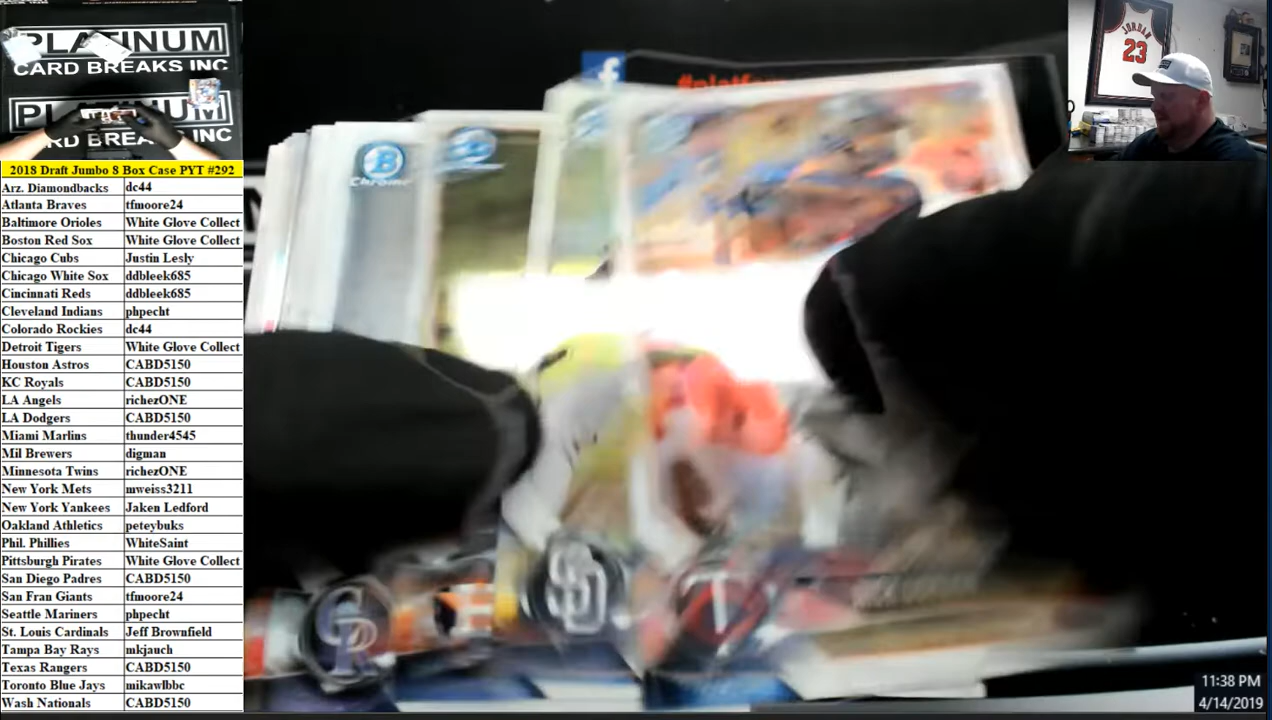 PLATINUM
CARD BREAKS INC
PLATINUM
CARD BREAKS INC
JORDAN
23
f
Chrome
CR
SD
T
2018 Draft Jumbo 8 Box Case PYT #292
Arz. Diamondbacks dc44
Atlanta Braves tfmoore24
Baltimore Orioles White Glove Collect
Boston Red Sox White Glove Collect
Chicago Cubs Justin Lesly
Chicago White Sox ddbleek685
Cincinnati Reds ddbleek685
Cleveland Indians phpecht
Colorado Rockies dc44
Detroit Tigers White Glove Collect
Houston Astros CABD5150
KC Royals CABD5150
LA Angels richezONE
LA Dodgers CABD5150
Miami Marlins thunder4545
Mil Brewers digman
Minnesota Twins richezONE
New York Mets mweiss3211
New York Yankees Jaken Ledford
Oakland Athletics peteybuks
Phil. Phillies WhiteSaint
Pittsburgh Pirates White Glove Collect
San Diego Padres CABD5150
San Fran Giants tfmoore24
Seattle Mariners phpecht
St. Louis Cardinals Jeff Brownfield
Tampa Bay Rays mkjauch
Texas Rangers CABD5150
Toronto Blue Jays mikawlbbc
Wash Nationals CABD5150
11:38 PM
4/14/2019